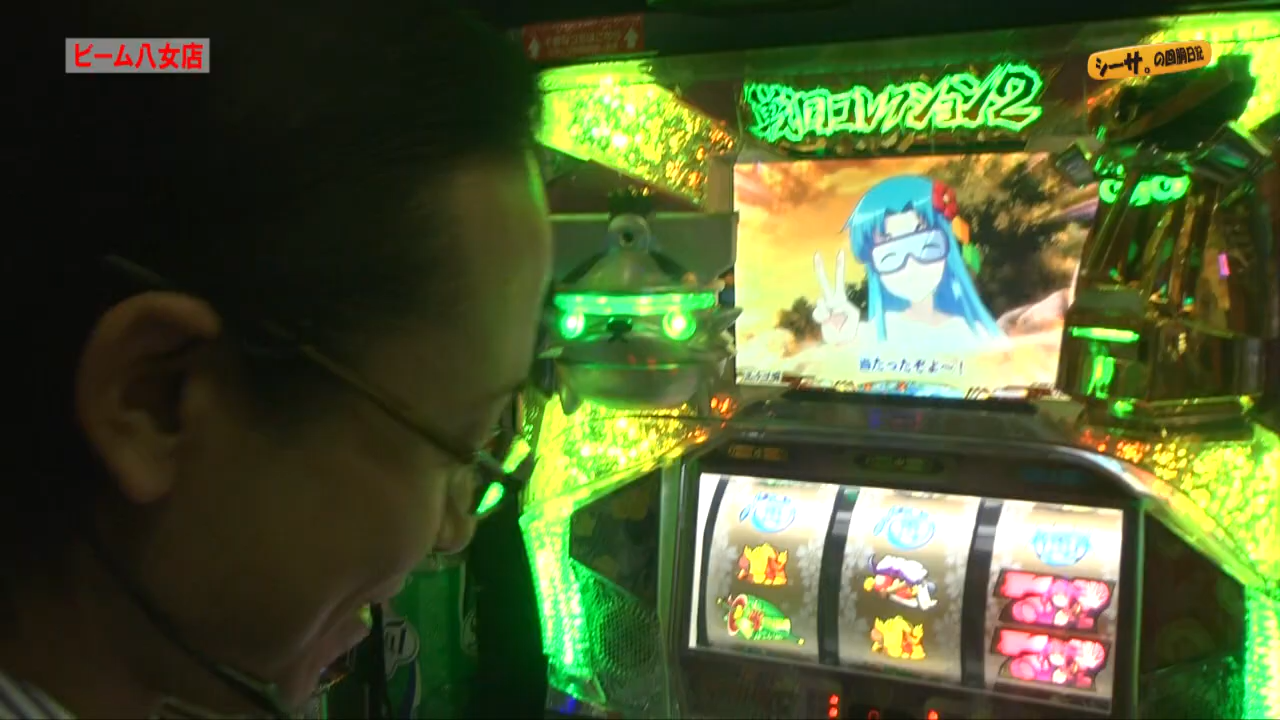 ビーム八女店
シーサ。の回胴日記
戦国コレクション2
当たったぞよ〜！